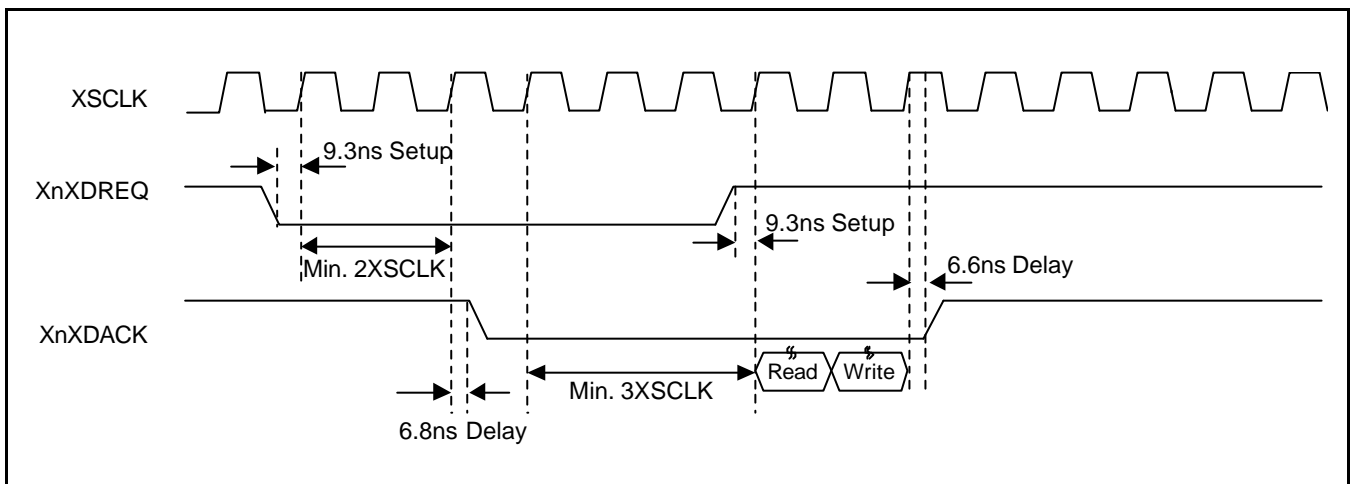 XSCLK
9.3ns Setup
XnXDREQ
9.3ns Setup
Min. 2XSCLK
6.6ns Delay
XnXDACK
Read
Write
Min. 3XSCLK
6.8ns Delay